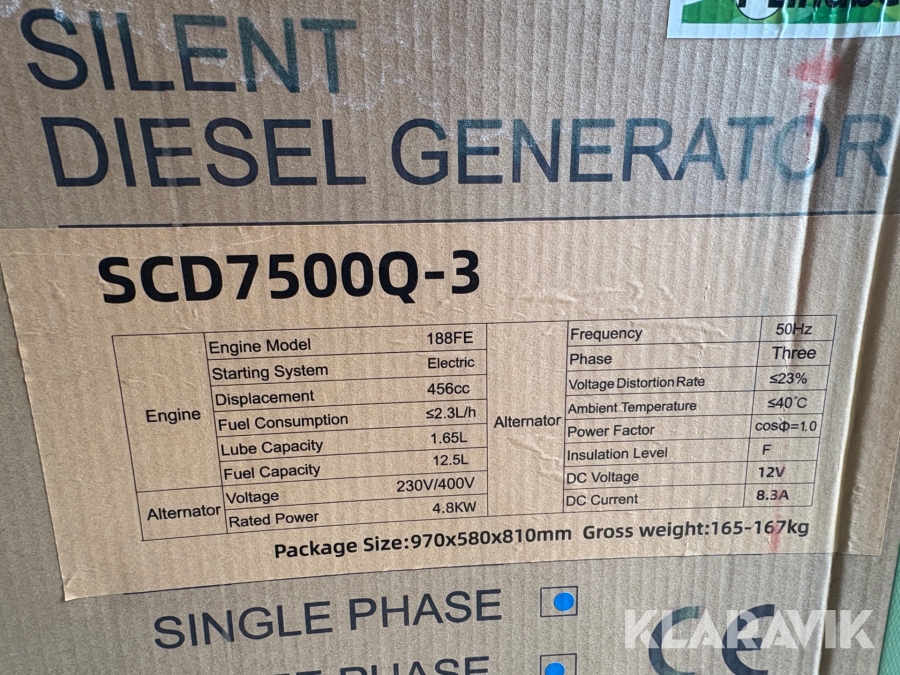 SILENT
DIESEL GENERATOR
SCD7500Q-3
Engine
Engine Model 188FE
Starting System Electric
Displacement 456cc
Fuel Consumption ≤2.3L/h
Lube Capacity 1.65L
Fuel Capacity 12.5L
Alternator
Voltage 230V/400V
Rated Power 4.8KW
Alternator
Frequency 50Hz
Phase Three
Voltage Distortion Rate ≤23%
Ambient Temperature ≤40℃
Power Factor cosΦ=1.0
Insulation Level F
DC Voltage 12V
DC Current 8.3A
Package Size:970x580x810mm Gross weight:165-167kg
SINGLE PHASE
PHASE
CE
KLARAVIK